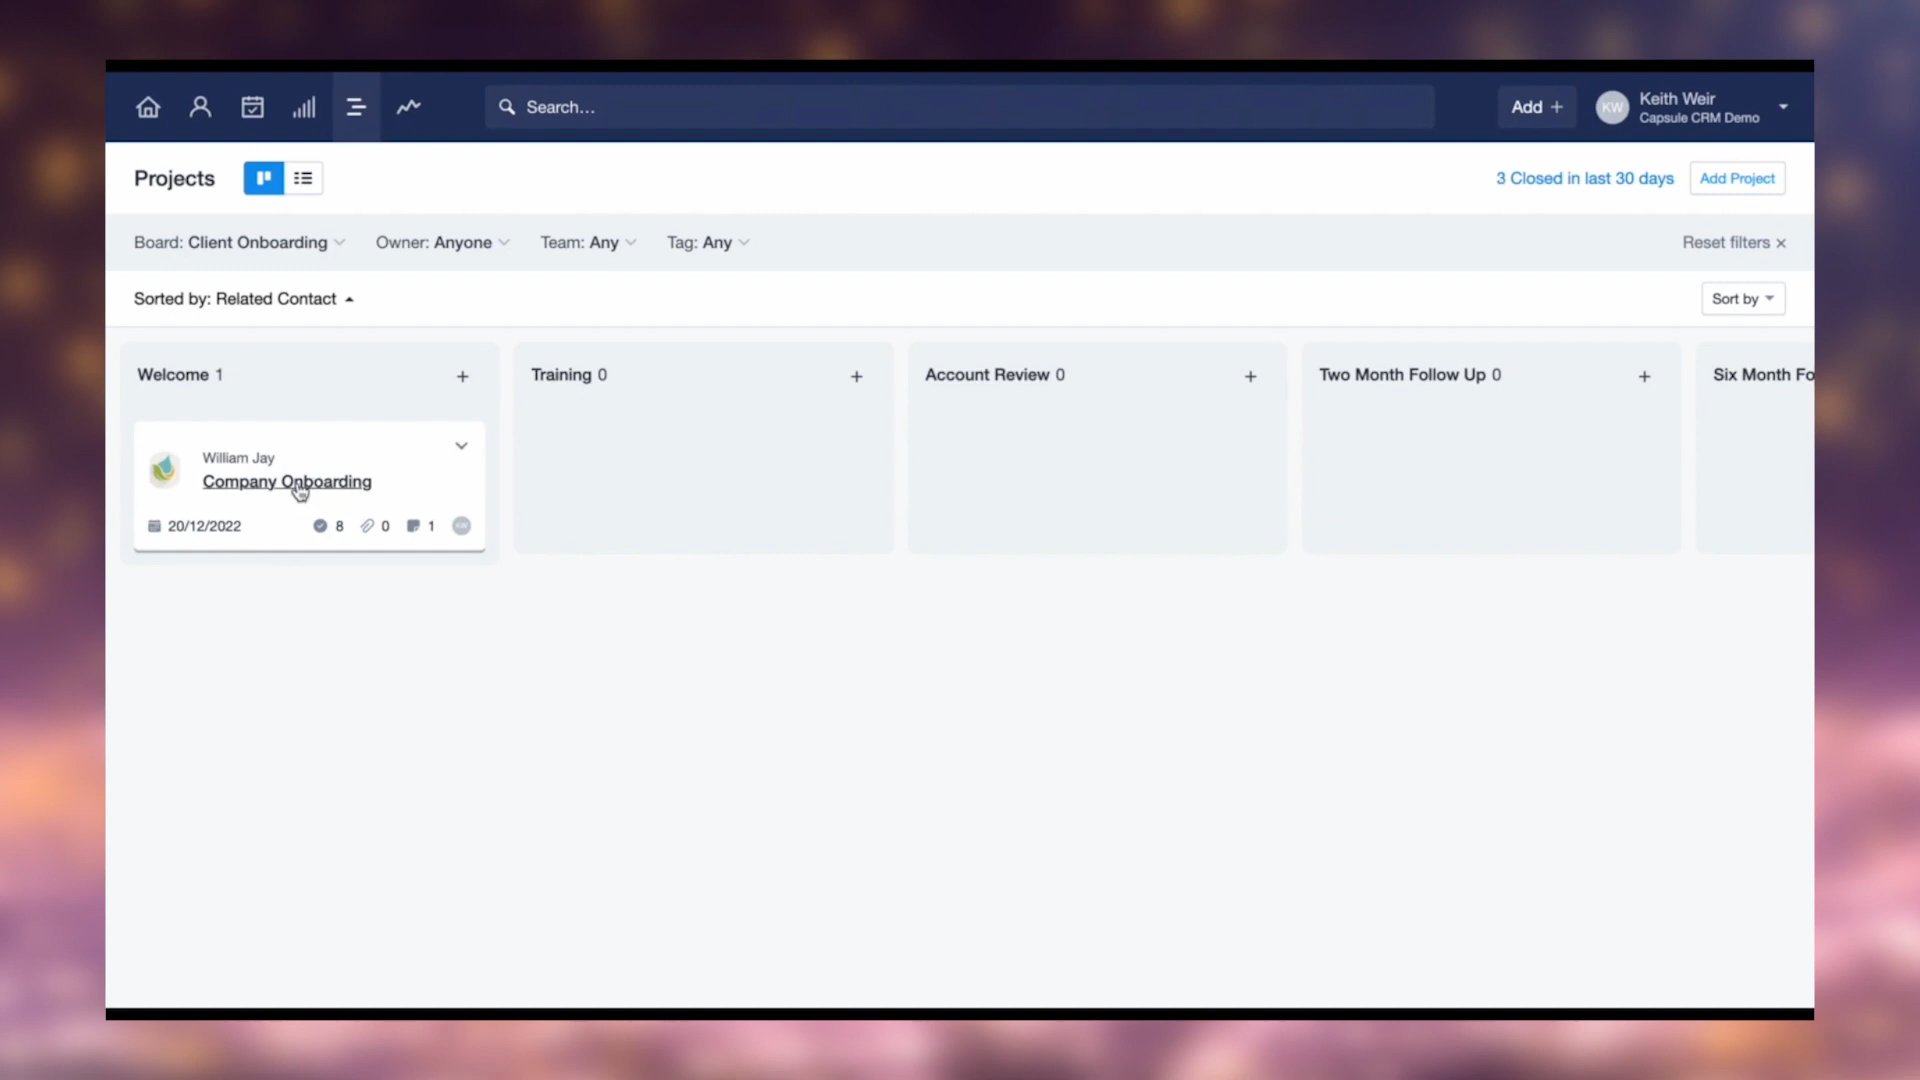 Search...
Add +
KW
Keith Weir
Capsule CRM Demo
Projects
3 Closed in last 30 days
Add Project
Board: Client Onboarding
Owner: Anyone
Team: Any
Tag: Any
Reset filters ×
Sorted by: Related Contact
Sort by
Welcome 1
+
Training 0
+
Account Review 0
+
Two Month Follow Up 0
+
Six Month Fo
William Jay
Company Onboarding
20/12/2022
8
0
1
KW